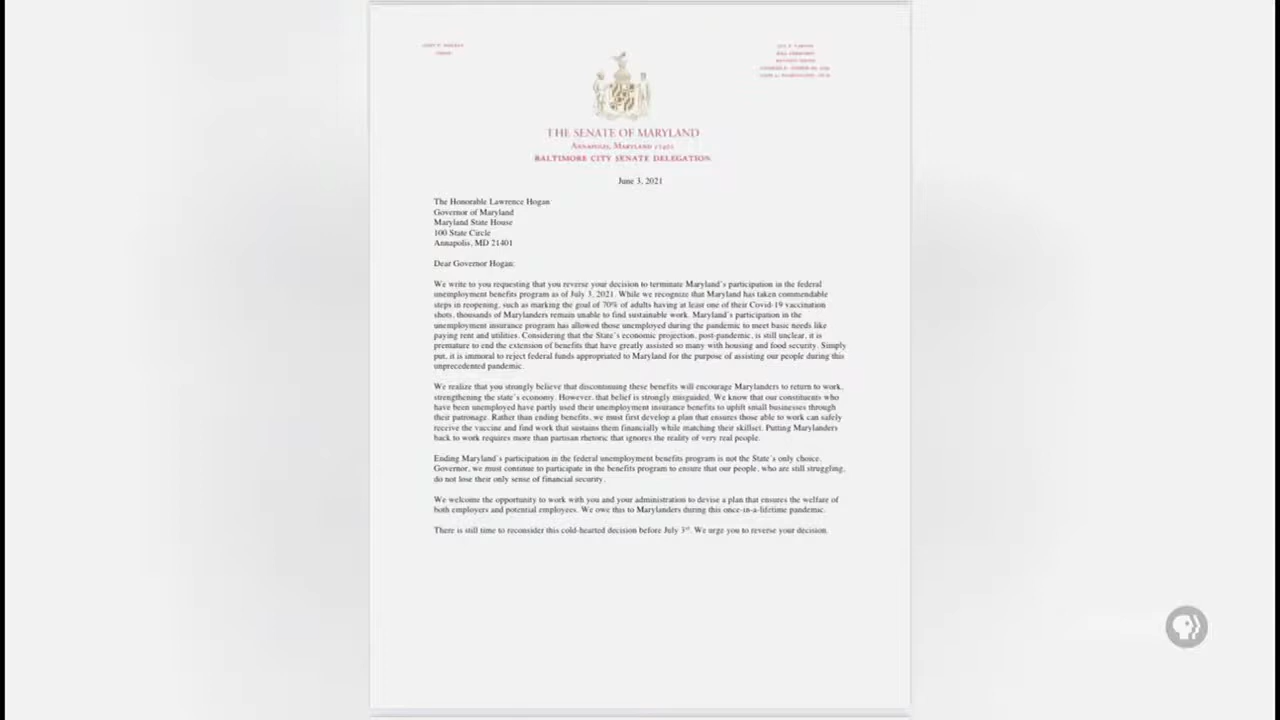 THE SENATE OF MARYLAND
ANNAPOLIS, MARYLAND 21401
BALTIMORE CITY SENATE DELEGATION
June 3, 2021
The Honorable Lawrence Hogan
Governor of Maryland
Maryland State House
100 State Circle
Annapolis, MD 21401
Dear Governor Hogan:
We write to you requesting that you reverse your decision to terminate Maryland's participation in the federal
unemployment benefits program as of July 3, 2021. While we recognize that Maryland has taken commendable
steps in reopening, such as marking the goal of 70% of adults having at least one of their Covid-19 vaccination
shots, thousands of Marylanders remain unable to find sustainable work. Maryland's participation in the
unemployment insurance program has allowed those unemployed during the pandemic to meet basic needs like
paying rent and utilities. Considering that the State's economic projection, post-pandemic, is still unclear, it is
premature to end the extension of benefits that have greatly assisted so many with housing and food security. Simply
put, it is immoral to reject federal funds appropriated to Maryland for the purpose of assisting our people during this
unprecedented pandemic.
We realize that you strongly believe that discontinuing these benefits will encourage Marylanders to return to work,
strengthening the state's economy. However, that belief is strongly misguided. We know that our constituents who
have been unemployed have partly used their unemployment insurance benefits to uplift small businesses through
their patronage. Rather than ending benefits, we must first develop a plan that ensures those able to work can safely
receive the vaccine and find work that sustains them financially while matching their skillset. Putting Marylanders
back to work requires more than partisan rhetoric that ignores the reality of very real people.
Ending Maryland's participation in the federal unemployment benefits program is not the State's only choice.
Governor, we must continue to participate in the benefits program to ensure that our people, who are still struggling,
do not lose their only sense of financial security.
We welcome the opportunity to work with you and your administration to devise a plan that ensures the welfare of
both employers and potential employees. We owe this to Marylanders during this once-in-a-lifetime pandemic.
There is still time to reconsider this cold-hearted decision before July 3rd. We urge you to reverse your decision.